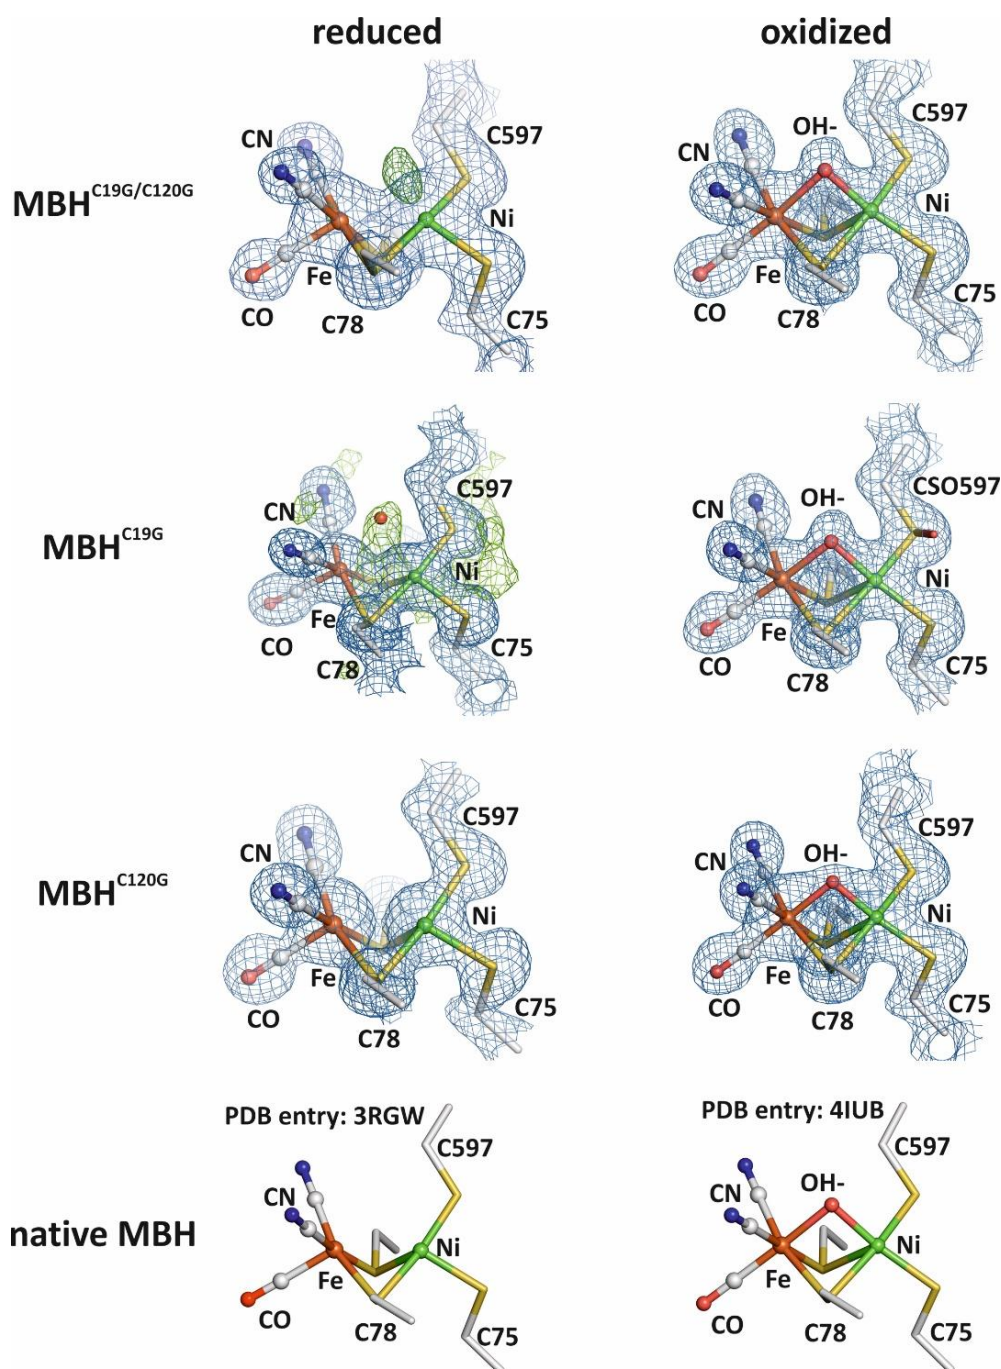 reduced
oxidized
MBH^C19G/C120G
CN
C597
Ni
Fe
CO
C78
C75
CN
OH-
C597
Ni
Fe
CO
C78
C75
MBH^C19G
CN
C597
Ni
Fe
CO
C78
C75
CN
OH-
CSO597
Ni
Fe
CO
C78
C75
MBH^C120G
CN
C597
Ni
Fe
CO
C78
C75
CN
OH-
C597
Ni
Fe
CO
C78
C75
native MBH
PDB entry: 3RGW
C597
CN
Ni
Fe
CO
C78
C75
PDB entry: 4IUB
C597
OH-
CN
Ni
Fe
CO
C78
C75